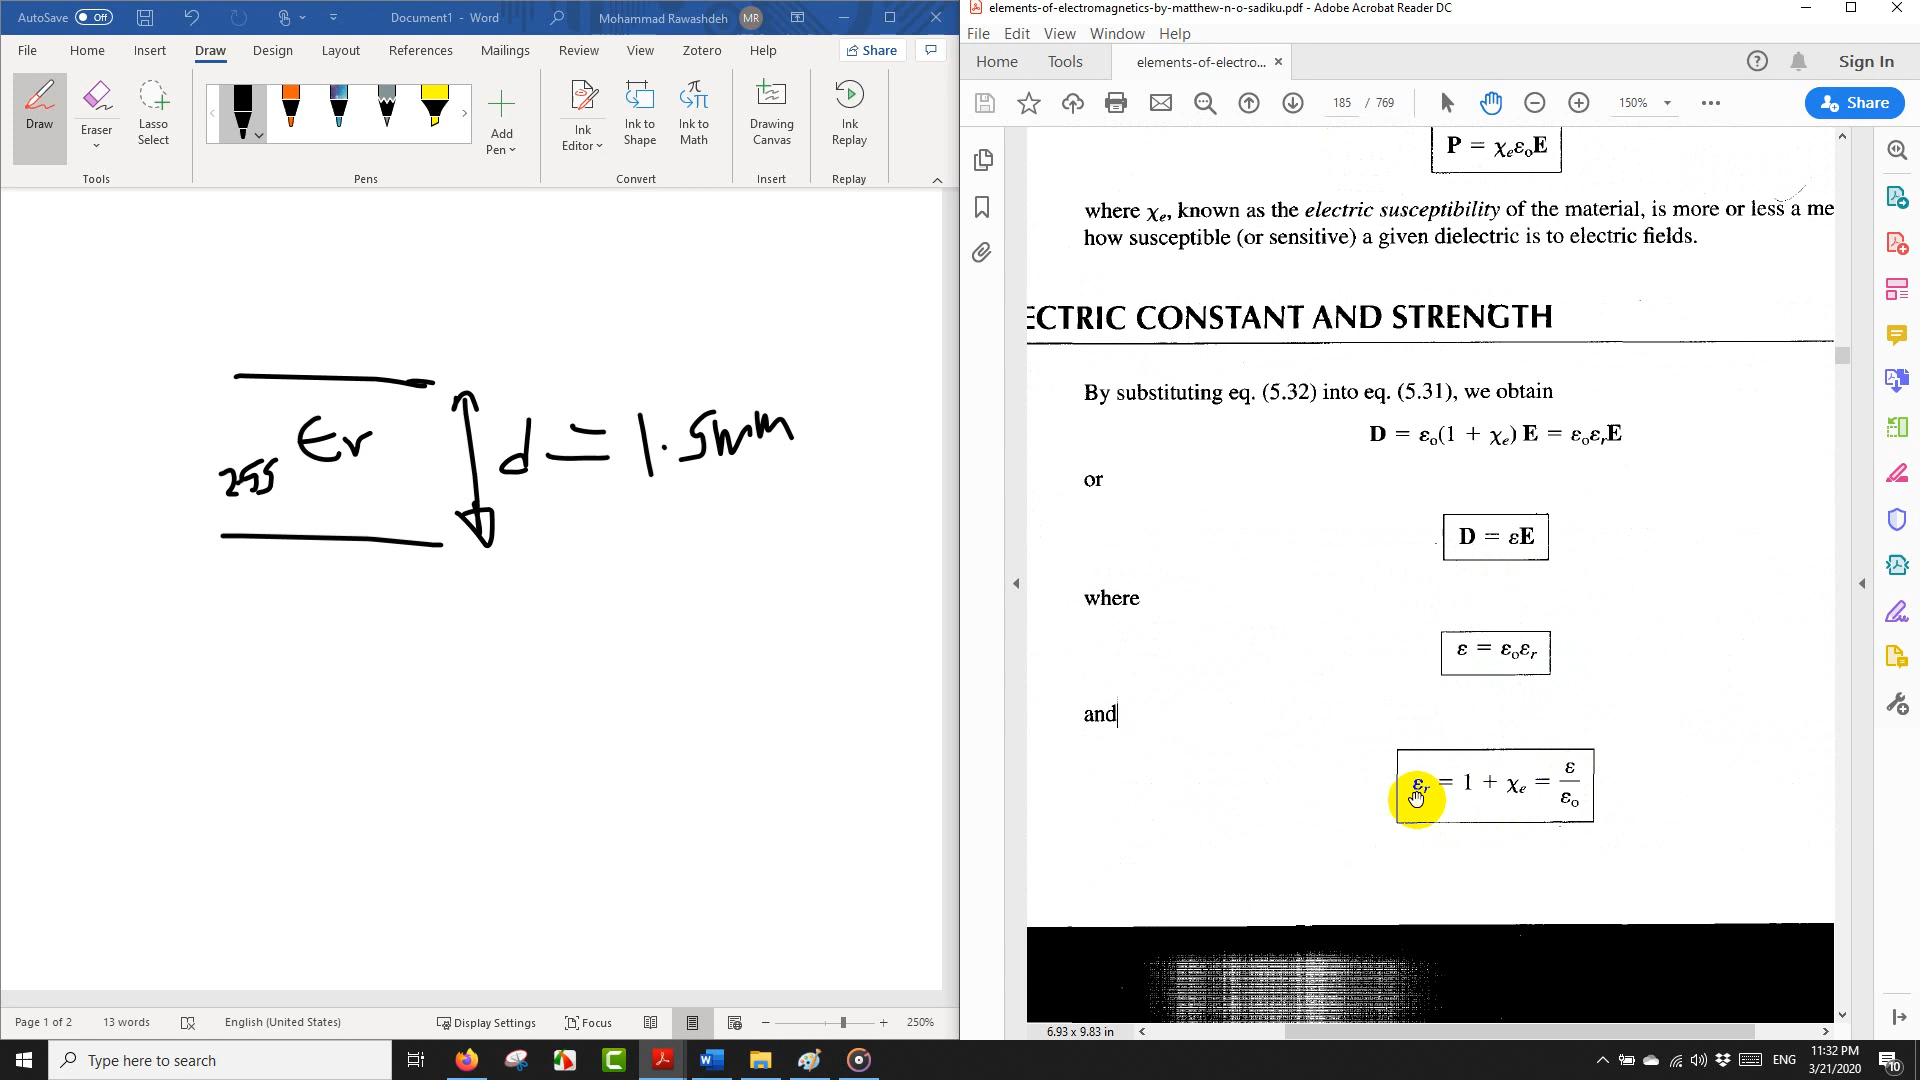 AutoSave Off
Document1 - Word
Mohammad Rawashdeh MR
File Home Insert Draw Design Layout References Mailings Review View Zotero Help Share
Draw
Eraser
Lasso Select
Tools
Pens
Add Pen
Ink Editor
Ink to Shape
Ink to Math
Convert
Drawing Canvas
Insert
Ink Replay
Replay
Єr
255
d = 1.5mm
Page 1 of 2 13 words English (United States) Display Settings Focus 250%
elements-of-electromagnetics-by-matthew-n-o-sadiku.pdf - Adobe Acrobat Reader DC
File Edit View Window Help
Home Tools elements-of-electro... Sign In
185 / 769 150% Share
P = χₑεₒE
where χₑ, known as the electric susceptibility of the material, is more or less a me
how susceptible (or sensitive) a given dielectric is to electric fields.
ECTRIC CONSTANT AND STRENGTH
By substituting eq. (5.32) into eq. (5.31), we obtain
D = εₒ(1 + χₑ) E = εₒεᵣE
or
D = εE
where
ε = εₒεᵣ
and
εᵣ = 1 + χₑ = ε/εₒ
6.93 x 9.83 in
Type here to search
ENG
11:32 PM
3/21/2020
10